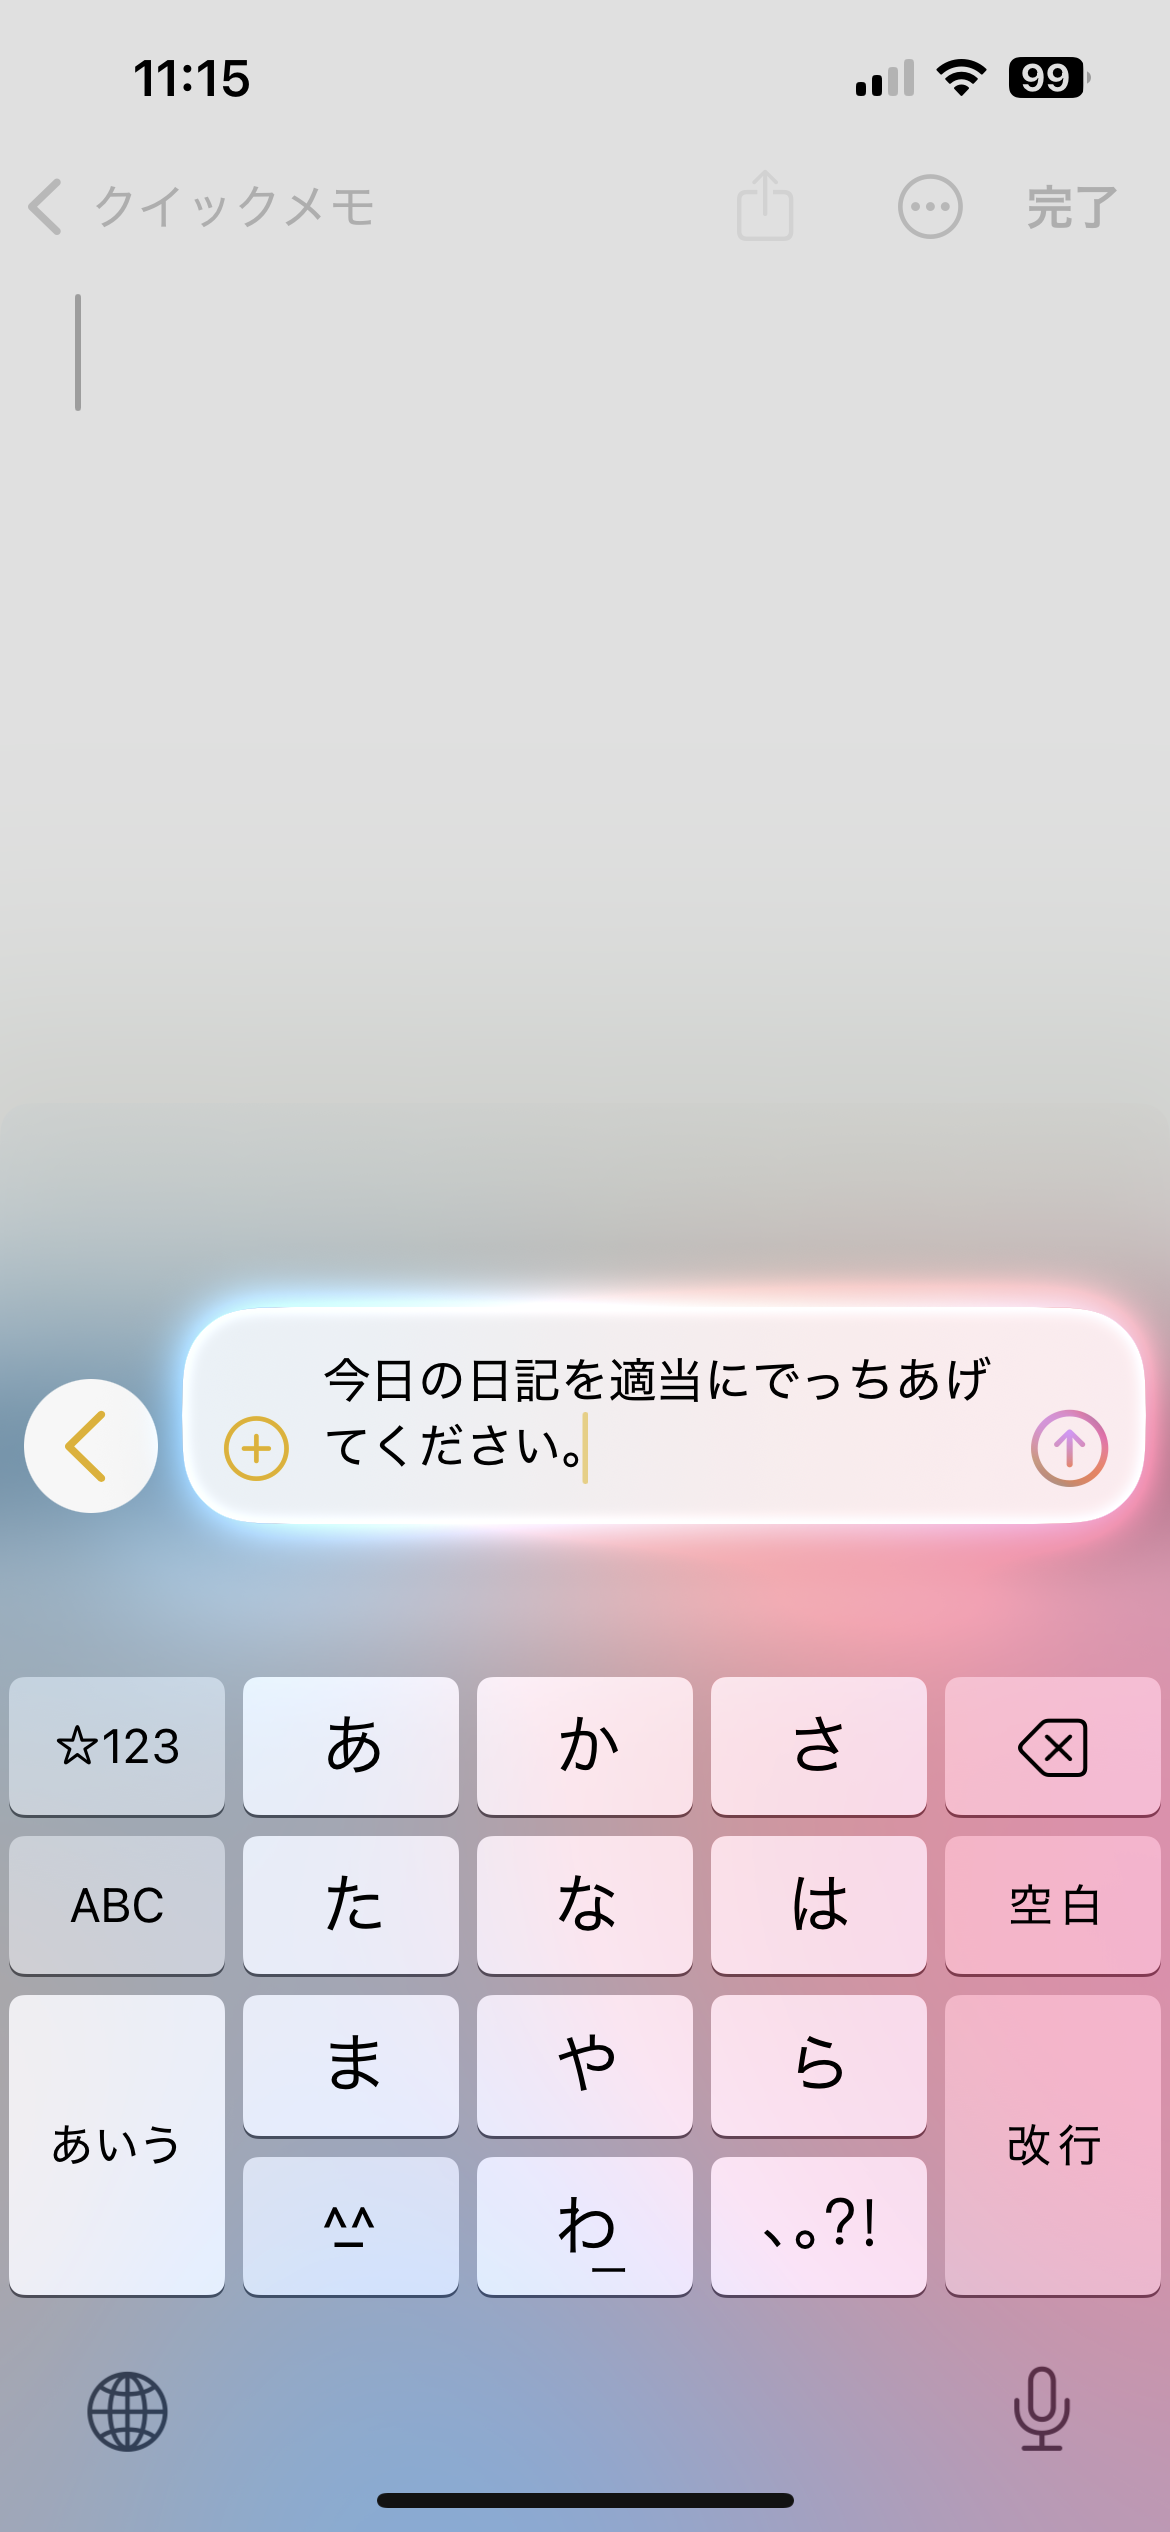 11:15
99
クイックメモ
完了
今日の日記を適当にでっちあげ
てください。
☆123
あ
か
さ
ABC
た
な
は
空白
あいう
ま
や
ら
改行
^_^
わ_
、。?!